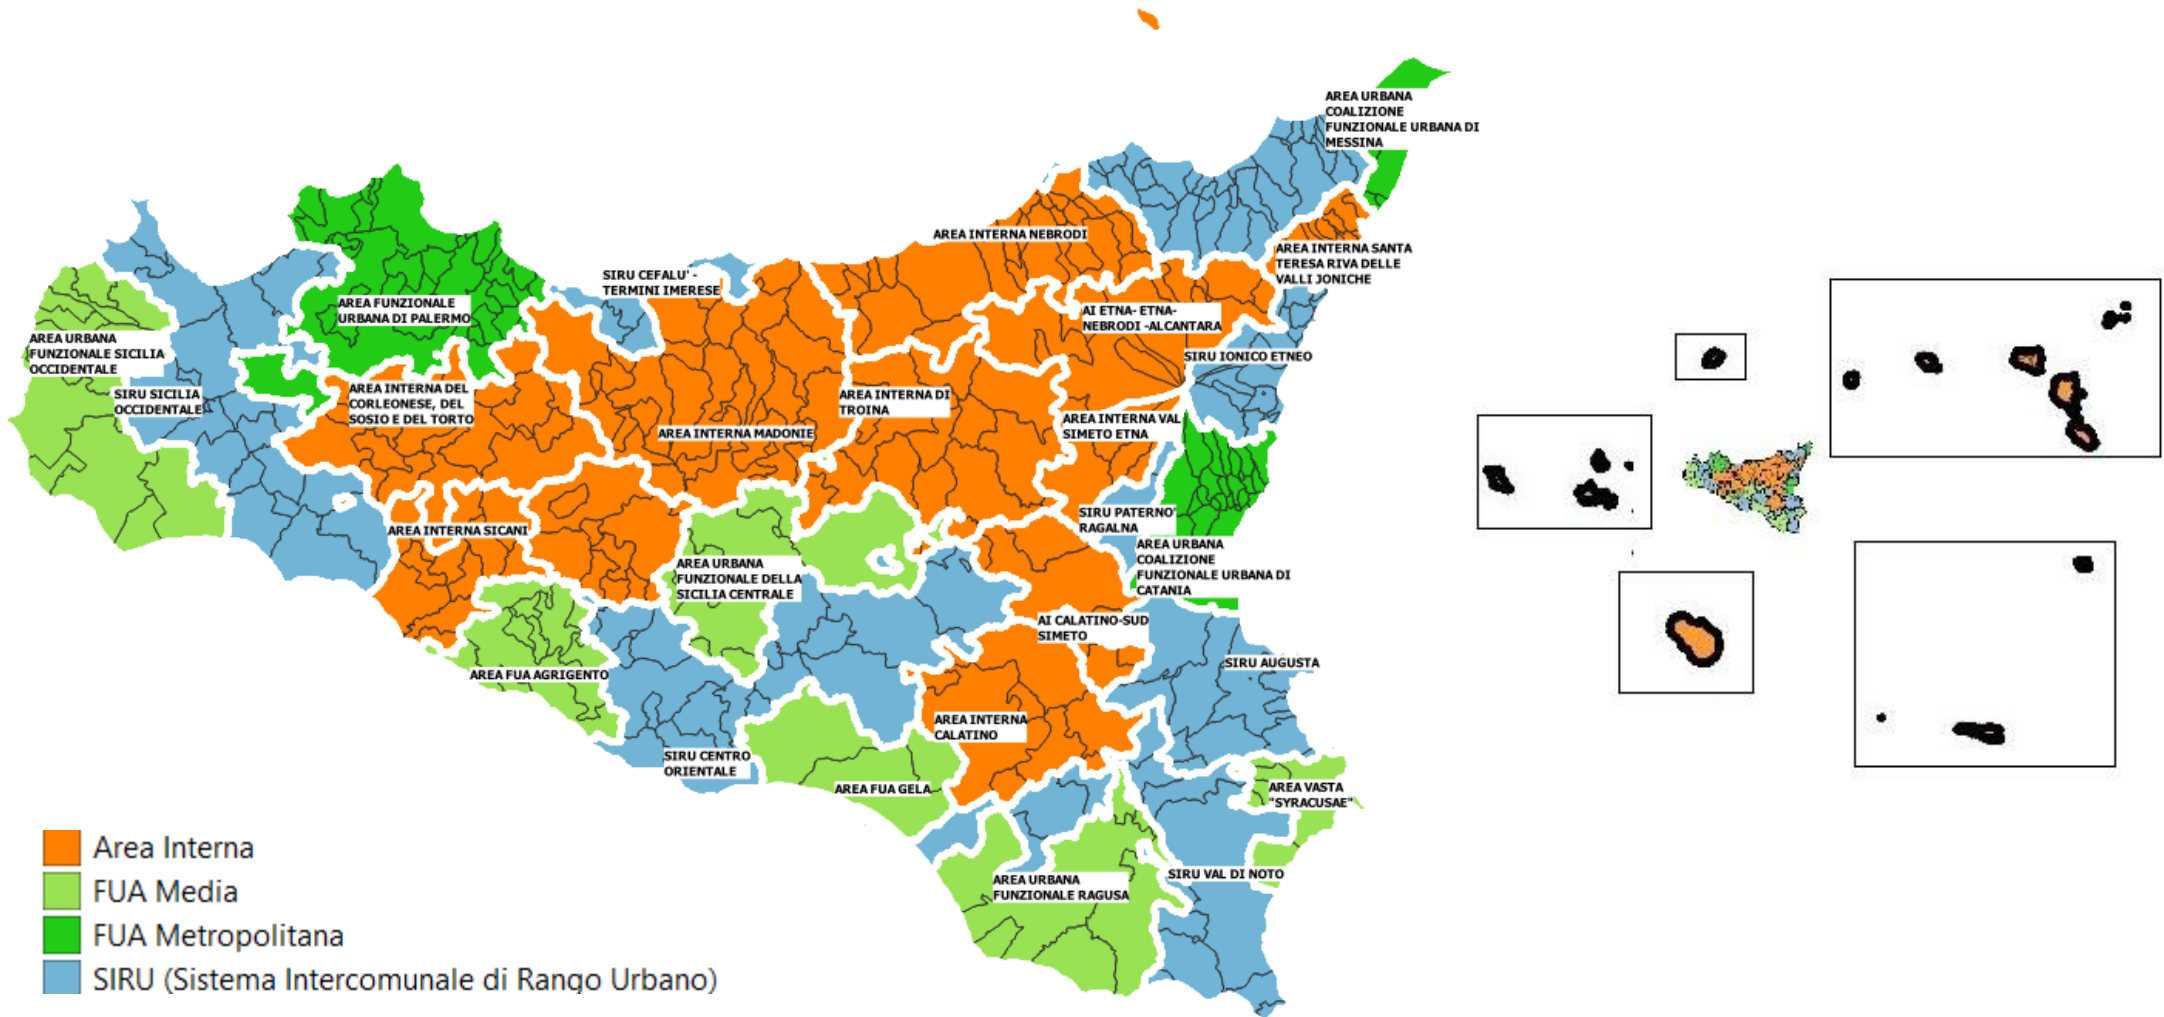 AREA URBANA
COALIZIONE
FUNZIONALE URBANA DI
MESSINA
AREA INTERNA NEBRODI
AREA INTERNA SANTA
TERESA RIVA DELLE
VALLI JONICHE
SIRU CEFALU' -
TERMINI IMERESE
AREA FUNZIONALE
URBANA DI PALERMO
AI ETNA- ETNA-
NEBRODI -ALCANTARA
AREA URBANA
FUNZIONALE SICILIA
OCCIDENTALE
SIRU IONICO ETNEO
SIRU SICILIA
OCCIDENTALE
AREA INTERNA DEL
CORLEONESE, DEL
SOSIO E DEL TORTO
AREA INTERNA DI
TROINA
AREA INTERNA MADONIE
AREA INTERNA VAL
SIMETO ETNA
AREA INTERNA SICANI
SIRU PATERNO'
RAGALNA
AREA URBANA
FUNZIONALE DELLA
SICILIA CENTRALE
AREA URBANA
COALIZIONE
FUNZIONALE URBANA DI
CATANIA
AI CALATINO-SUD
SIMETO
AREA FUA AGRIGENTO
SIRU AUGUSTA
AREA INTERNA
CALATINO
SIRU CENTRO
ORIENTALE
AREA FUA GELA
AREA VASTA
"SYRACUSAE"
AREA URBANA
FUNZIONALE RAGUSA
SIRU VAL DI NOTO
Area Interna
FUA Media
FUA Metropolitana
SIRU (Sistema Intercomunale di Rango Urbano)